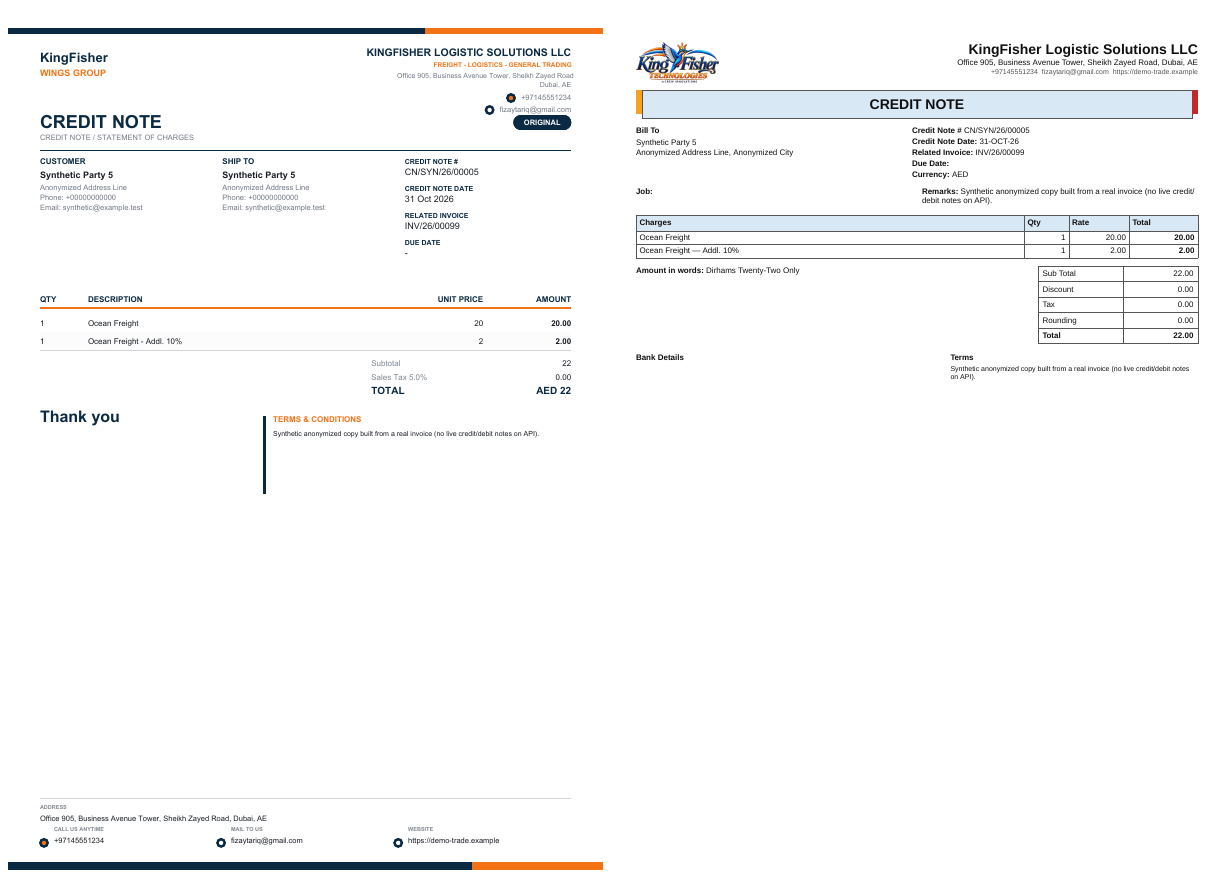 KingFisher
WINGS GROUP
KINGFISHER LOGISTIC SOLUTIONS LLC
FREIGHT - LOGISTICS - GENERAL TRADING
Office 905, Business Avenue Tower, Sheikh Zayed Road
Dubai, AE
+97145551234
fizaytariq@gmail.com
CREDIT NOTE
ORIGINAL
CREDIT NOTE / STATEMENT OF CHARGES
CUSTOMER
Synthetic Party 5
Anonymized Address Line
Phone: +00000000000
Email: synthetic@example.test
SHIP TO
Synthetic Party 5
Anonymized Address Line
Phone: +00000000000
Email: synthetic@example.test
CREDIT NOTE #
CN/SYN/26/00005
CREDIT NOTE DATE
31 Oct 2026
RELATED INVOICE
INV/26/00099
DUE DATE
-
QTY DESCRIPTION UNIT PRICE AMOUNT
1 Ocean Freight 20 20.00
1 Ocean Freight - Addl. 10% 2 2.00
Subtotal 22
Sales Tax 5.0% 0.00
TOTAL AED 22
Thank you
TERMS & CONDITIONS
Synthetic anonymized copy built from a real invoice (no live credit/debit notes on API).
ADDRESS
Office 905, Business Avenue Tower, Sheikh Zayed Road, Dubai, AE
CALL US ANYTIME
+97145551234
MAIL TO US
fizaytariq@gmail.com
WEBSITE
https://demo-trade.example
King Fisher
TECHNOLOGIES
KingFisher Logistic Solutions LLC
Office 905, Business Avenue Tower, Sheikh Zayed Road, Dubai, AE
+97145551234 fizaytariq@gmail.com https://demo-trade.example
CREDIT NOTE
Bill To
Synthetic Party 5
Anonymized Address Line, Anonymized City
Credit Note # CN/SYN/26/00005
Credit Note Date: 31-OCT-26
Related Invoice: INV/26/00099
Due Date:
Currency: AED
Job:
Remarks: Synthetic anonymized copy built from a real invoice (no live credit/
debit notes on API).
Charges Qty Rate Total
Ocean Freight 1 20.00 20.00
Ocean Freight — Addl. 10% 1 2.00 2.00
Amount in words: Dirhams Twenty-Two Only
Sub Total 22.00
Discount 0.00
Tax 0.00
Rounding 0.00
Total 22.00
Bank Details
Terms
Synthetic anonymized copy built from a real invoice (no live credit/debit notes
on API).